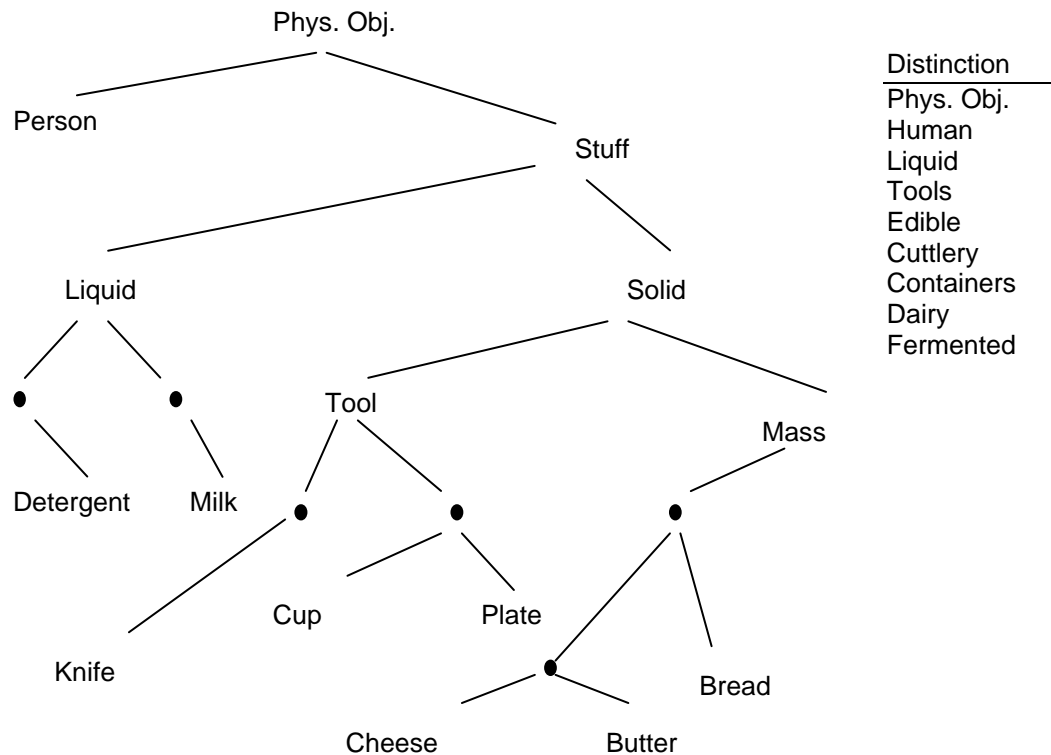 Phys. Obj.
Person
Stuff
Liquid
Solid
Tool
Mass
Detergent
Milk
Cup
Plate
Knife
Bread
Cheese
Butter
Distinction
Phys. Obj.
Human
Liquid
Tools
Edible
Cuttlery
Containers
Dairy
Fermented